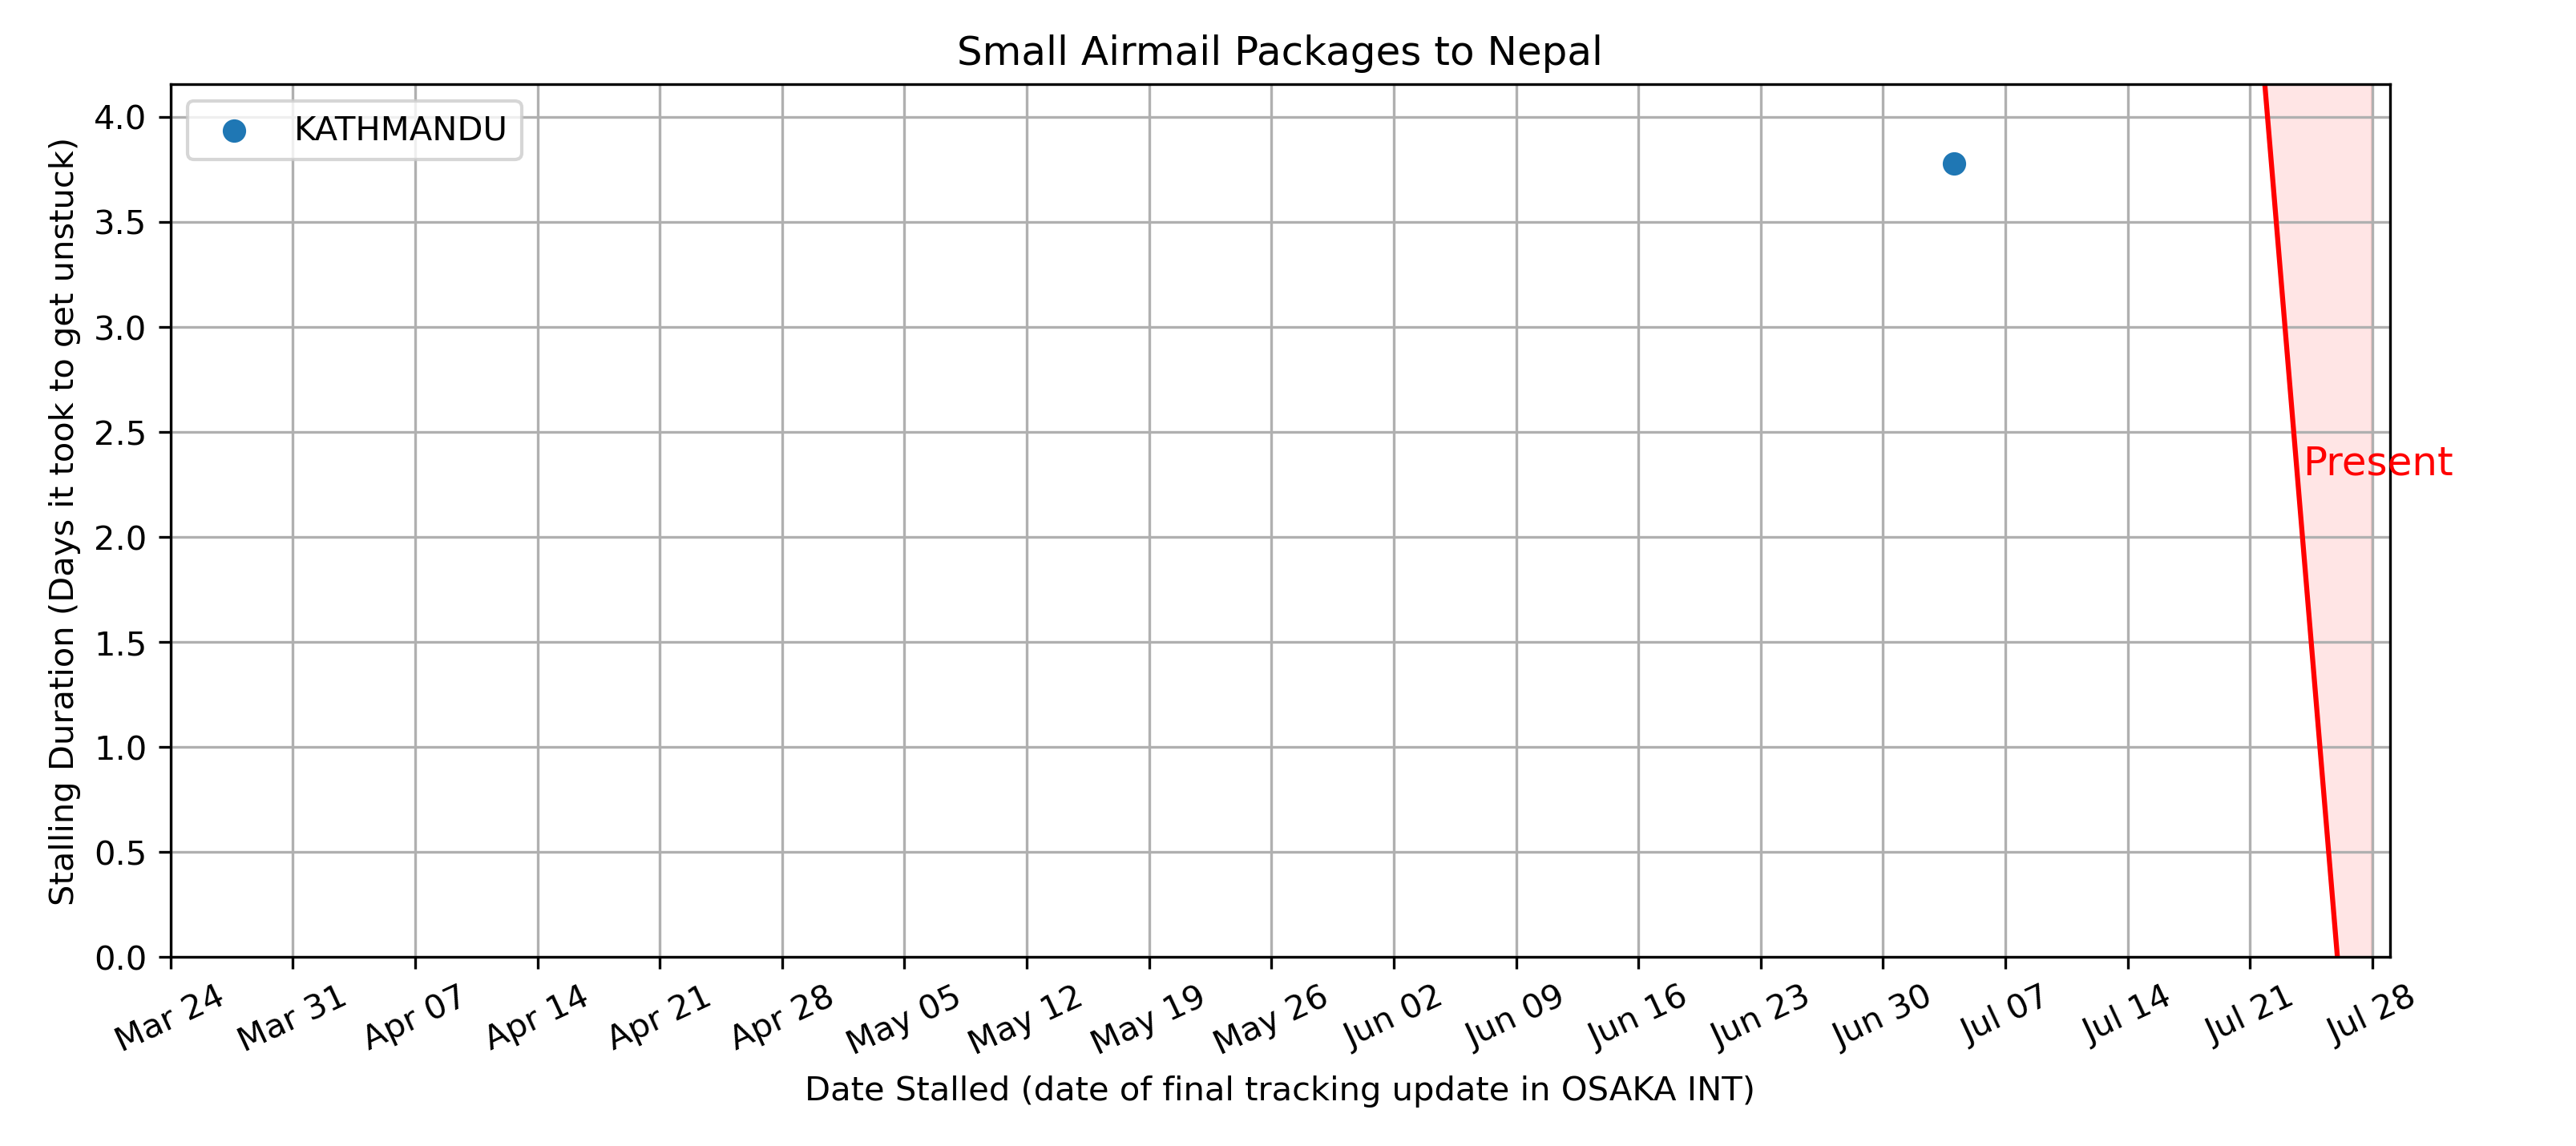 Small Airmail Packages to Nepal
KATHMANDU
Stalling Duration (Days it took to get unstuck)
4.0
3.5
3.0
2.5
2.0
1.5
1.0
0.5
0.0
Present
Mar 24 Mar 31 Apr 07 Apr 14 Apr 21 Apr 28 May 05 May 12 May 19 May 26 Jun 02 Jun 09 Jun 16 Jun 23 Jun 30 Jul 07 Jul 14 Jul 21 Jul 28
Date Stalled (date of final tracking update in OSAKA INT)